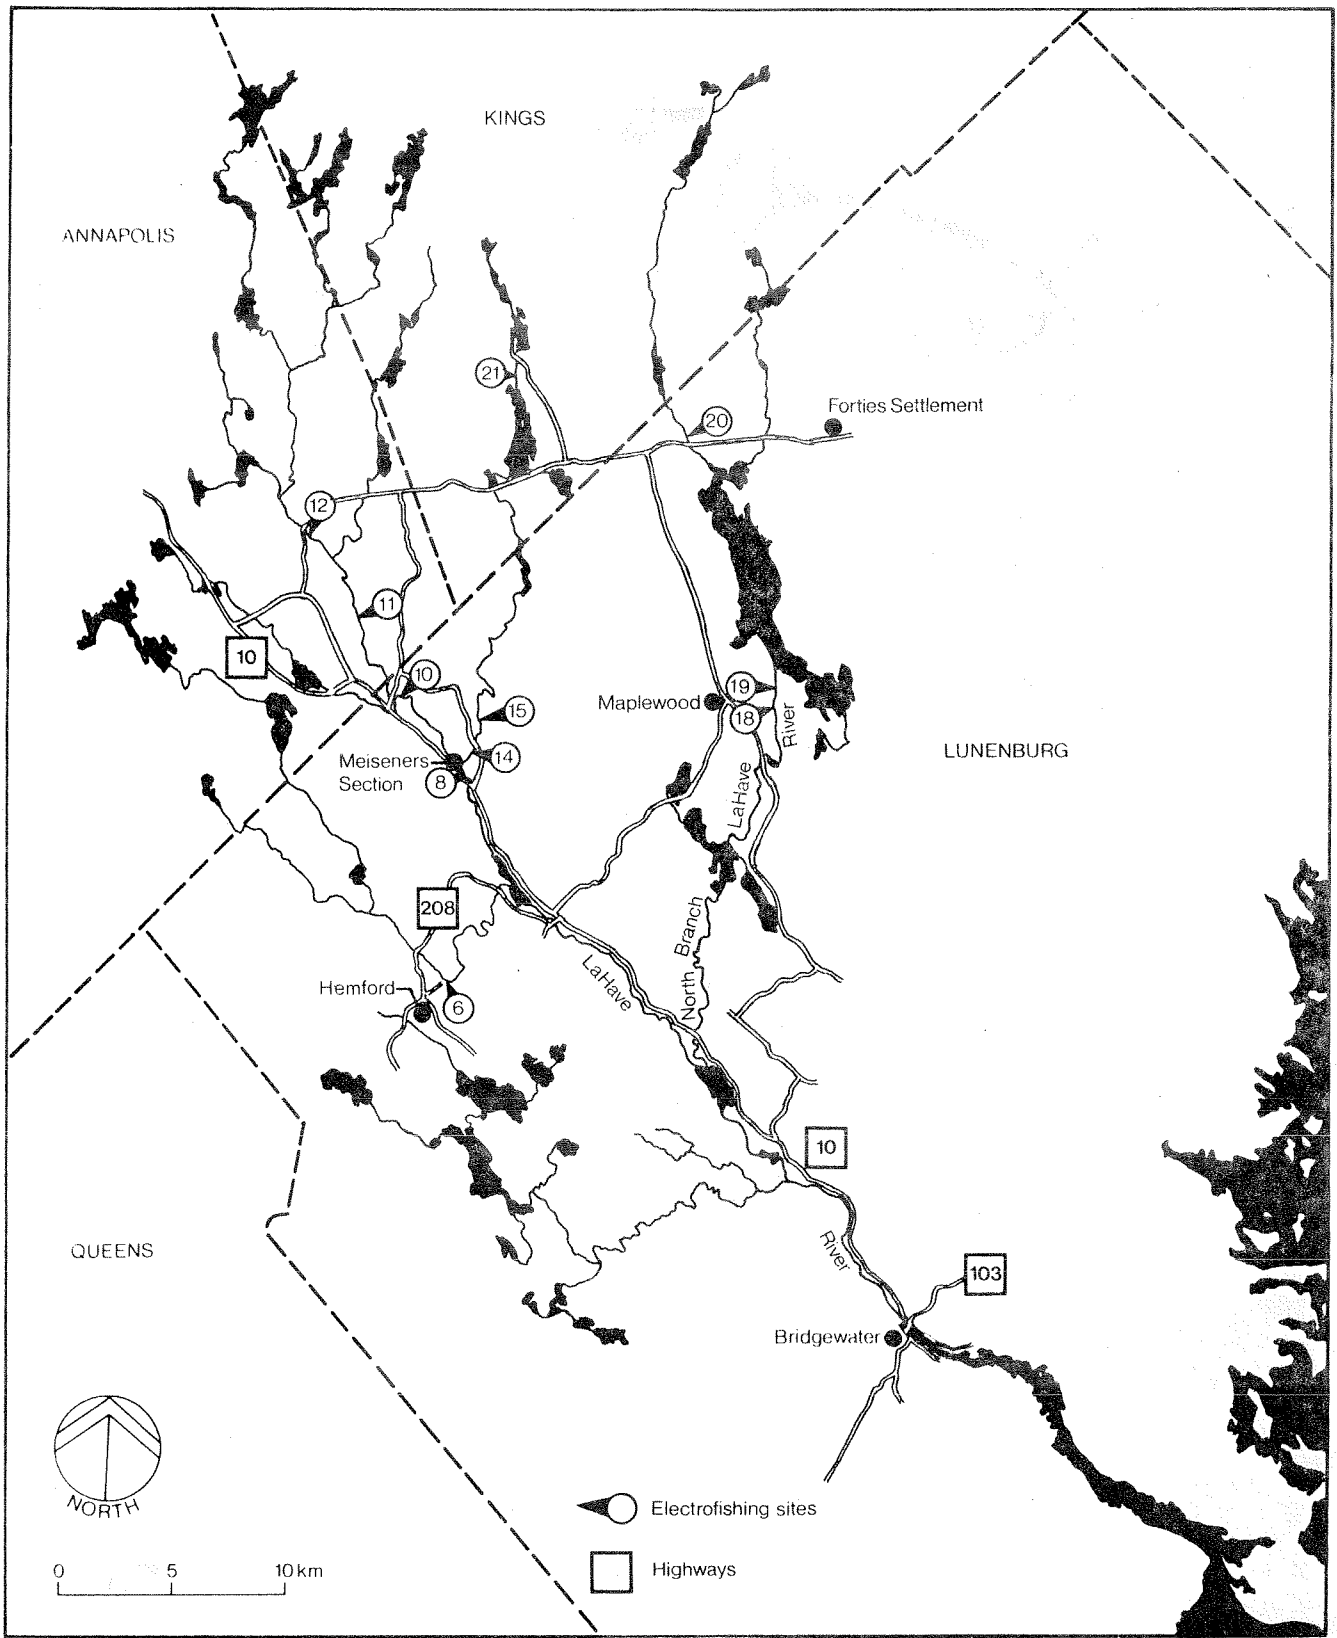 KINGS
ANNAPOLIS
21
20
Forties Settlement
12
11
10
10
19
Maplewood
15
18
River
LUNENBURG
14
Meiseners
Section
8
LaHave
208
North Branch
LaHave
Hemford
6
10
QUEENS
River
103
Bridgewater
NORTH
Electrofishing sites
0 5 10 km
Highways